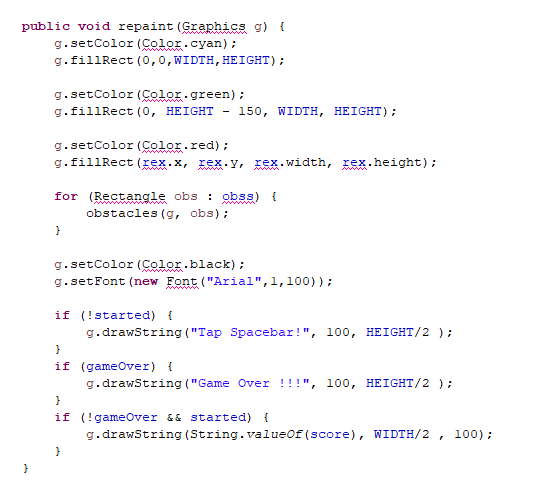 public void repaint(Graphics g) {
    g.setColor(Color.cyan);
    g.fillRect(0,0,WIDTH,HEIGHT);

    g.setColor(Color.green);
    g.fillRect(0, HEIGHT - 150, WIDTH, HEIGHT);

    g.setColor(Color.red);
    g.fillRect(rex.x, rex.y, rex.width, rex.height);

    for (Rectangle obs : obss) {
        obstacles(g, obs);
    }

    g.setColor(Color.black);
    g.setFont(new Font("Arial",1,100));

    if (!started) {
        g.drawString("Tap Spacebar!", 100, HEIGHT/2 );
    }
    if (gameOver) {
        g.drawString("Game Over !!!", 100, HEIGHT/2 );
    }
    if (!gameOver && started) {
        g.drawString(String.valueOf(score), WIDTH/2 , 100);
    }
}